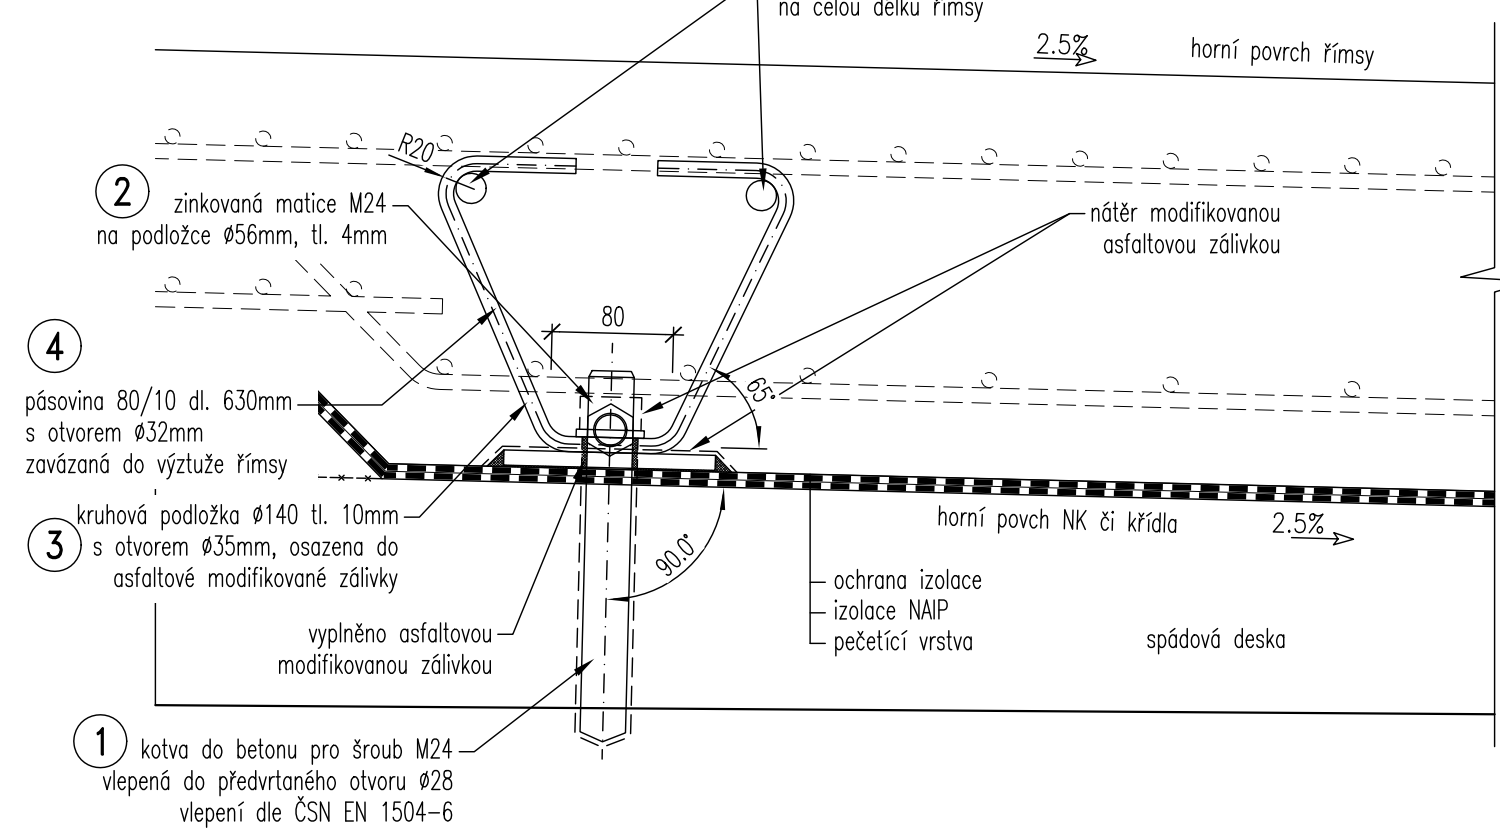 na celou délku římsy
2.5%
horní povrch římsy
R20
2
zinkovaná matice M24
na podložce Ø56mm, tl. 4mm
nátěr modifikovanou
asfaltovou zálivkou
80
4
65°
pásovina 80/10 dl. 630mm
s otvorem Ø32mm
zavázaná do výztuže římsy
kruhová podložka Ø140 tl. 10mm
3
s otvorem Ø35mm, osazena do
asfaltové modifikované zálivky
horní povch NK či křídla
2.5%
90.0°
ochrana izolace
izolace NAIP
pečetící vrstva
spádová deska
vyplněno asfaltovou
modifikovanou zálivkou
1
kotva do betonu pro šroub M24
vlepená do předvrtaného otvoru Ø28
vlepení dle ČSN EN 1504-6